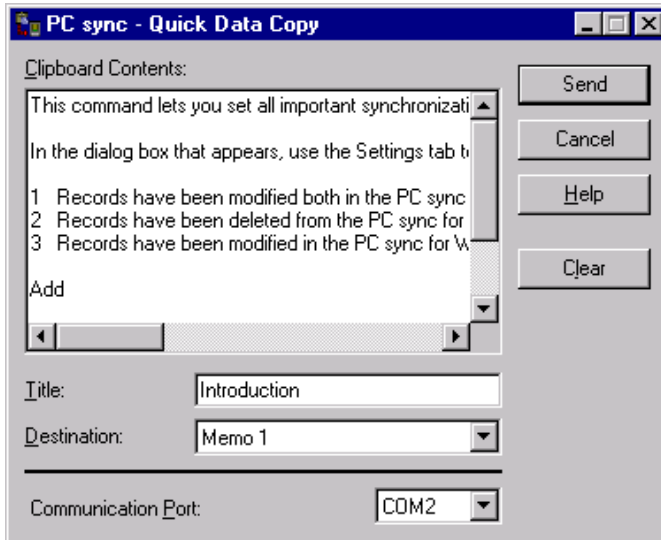 PC sync - Quick Data Copy
Clipboard Contents:
This command lets you set all important synchronizati
In the dialog box that appears, use the Settings tab t
1 Records have been modified both in the PC sync
2 Records have been deleted from the PC sync for
3 Records have been modified in the PC sync for W
Add
Send
Cancel
Help
Clear
Title: Introduction
Destination: Memo 1
Communication Port: COM2